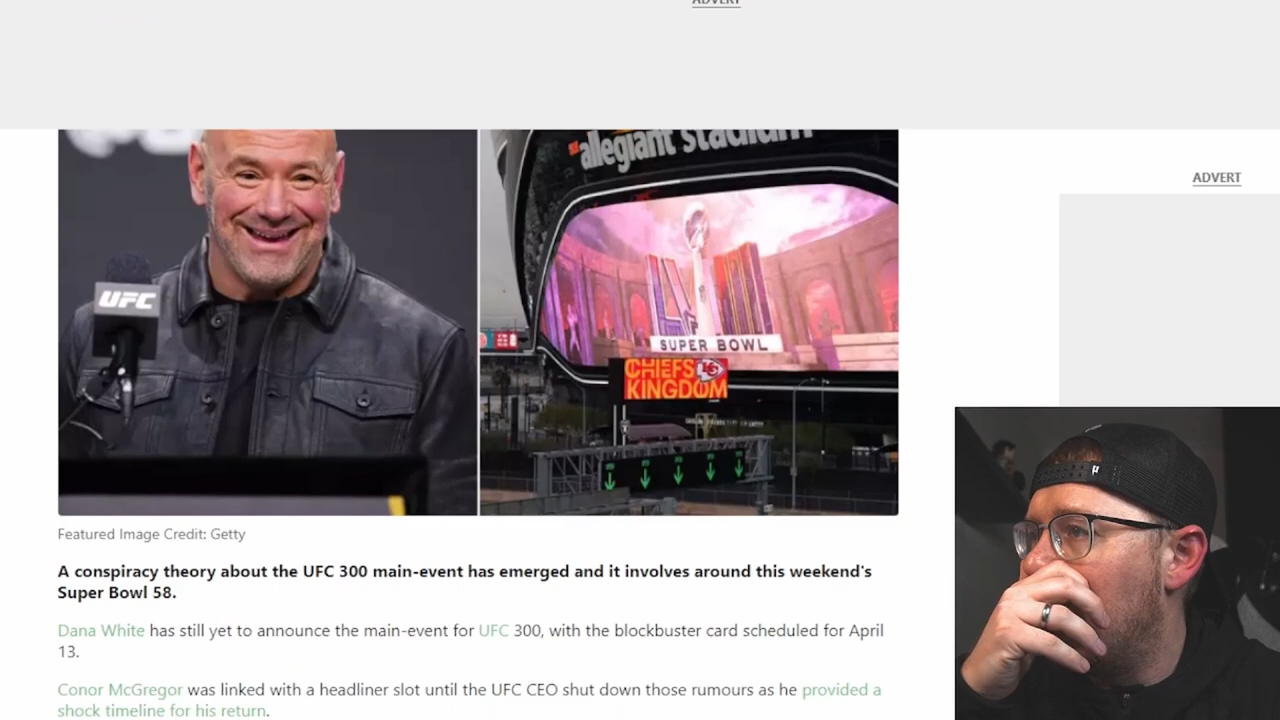 ADVERT
allegiant stadium
ADVERT
UFC
SUPER BOWL
CHIEFS
KINGDOM
Featured Image Credit: Getty
A conspiracy theory about the UFC 300 main-event has emerged and it involves around this weekend's
Super Bowl 58.
Dana White has still yet to announce the main-event for UFC 300, with the blockbuster card scheduled for April
13.
Conor McGregor was linked with a headliner slot until the UFC CEO shut down those rumours as he provided a
shock timeline for his return.